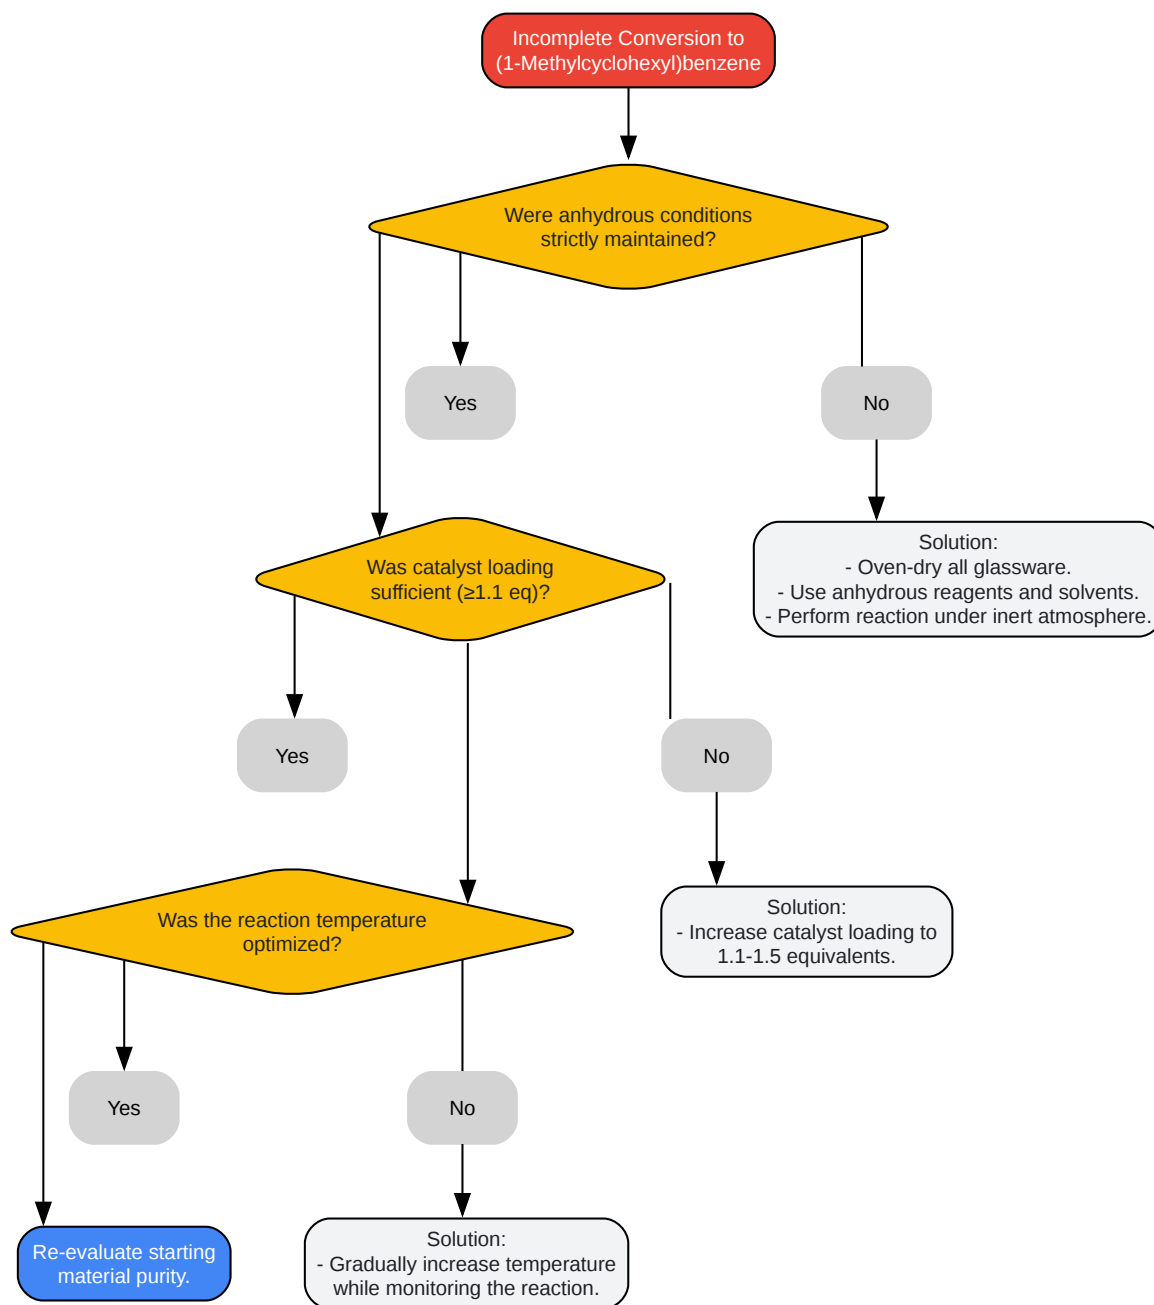 Incomplete Conversion to
(1-Methylcyclohexyl)benzene
Were anhydrous conditions
strictly maintained?
Yes
No
Solution:
- Oven-dry all glassware.
- Use anhydrous reagents and solvents.
- Perform reaction under inert atmosphere.
Was catalyst loading
sufficient (≥1.1 eq)?
Yes
No
Solution:
- Increase catalyst loading to
1.1-1.5 equivalents.
Was the reaction temperature
optimized?
Yes
No
Re-evaluate starting
material purity.
Solution:
- Gradually increase temperature
while monitoring the reaction.